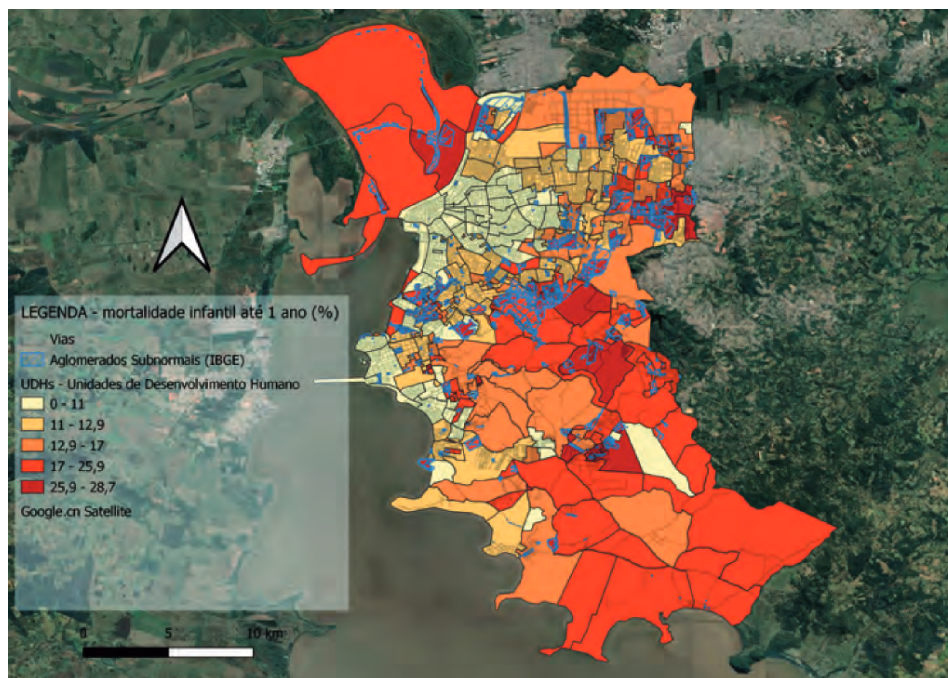 LEGENDA - mortalidade infantil até 1 ano (%)
Vias
Aglomerados Subnormais (IBGE)
UDHs - Unidades de Desenvolvimento Humano
0 - 11
11 - 12,9
12,9 - 17
17 - 25,9
25,9 - 28,7
Google.cn Satellite
0 5 10 km